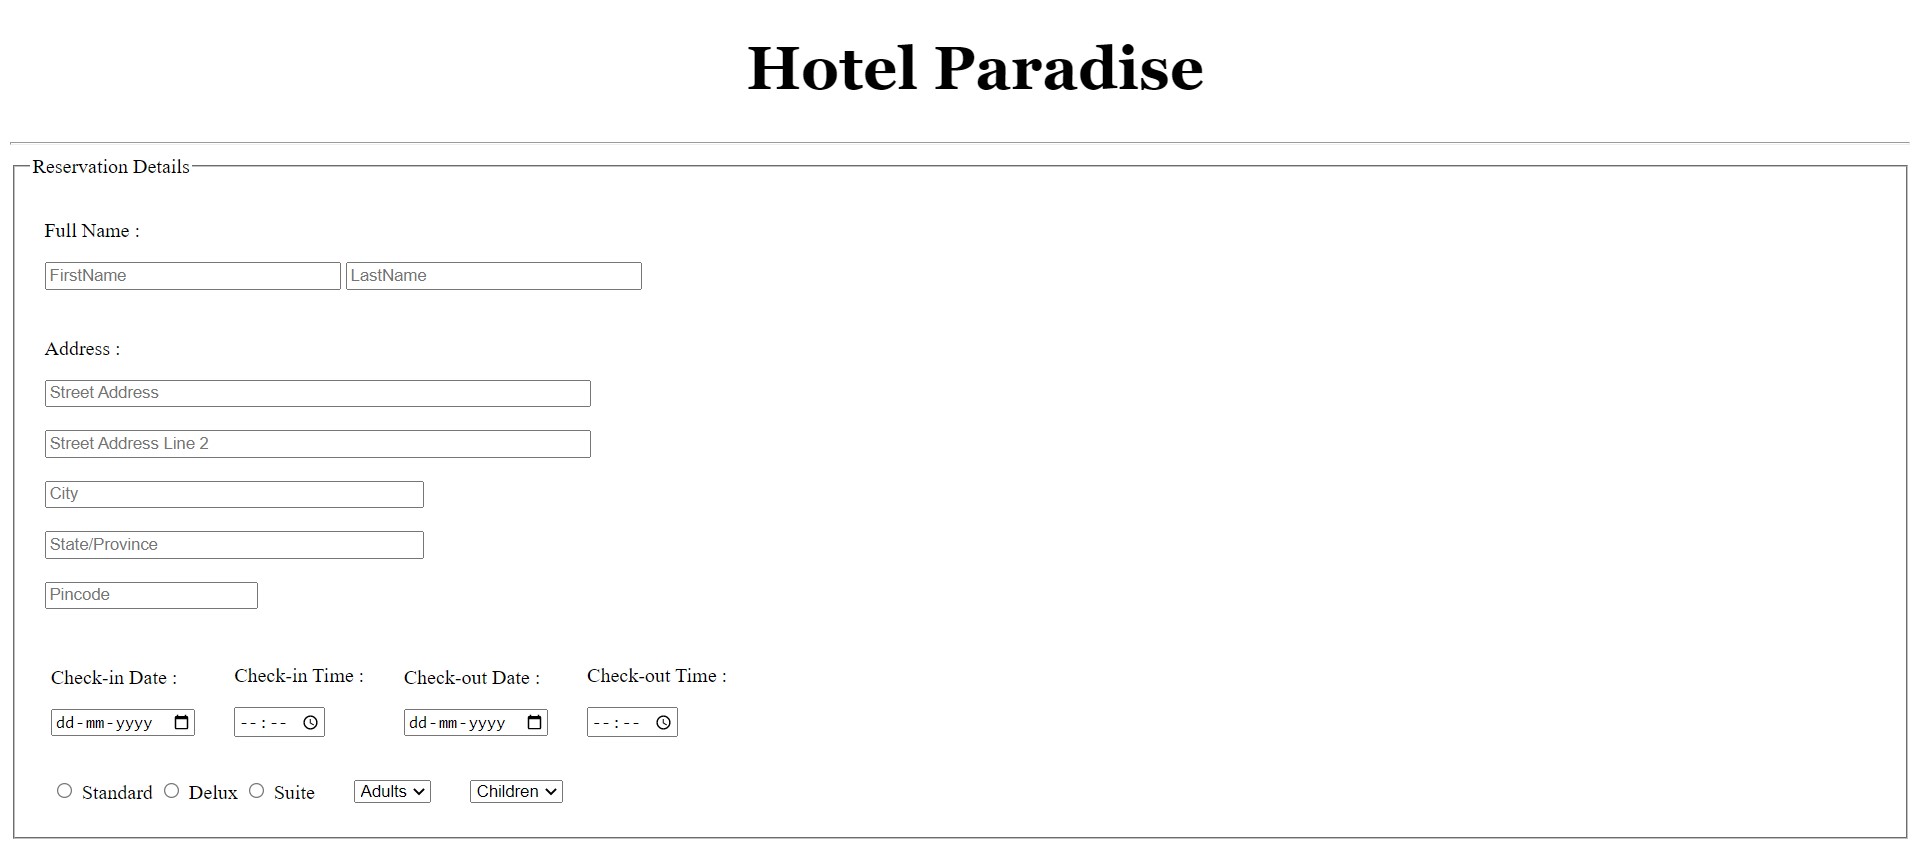 Hotel Paradise
Reservation Details
Full Name :
FirstName LastName
Address :
Street Address
Street Address Line 2
City
State/Province
Pincode
Check-in Date : Check-in Time : Check-out Date : Check-out Time :
dd-mm-yyyy --:-- dd-mm-yyyy --:--
Standard Delux Suite Adults Children